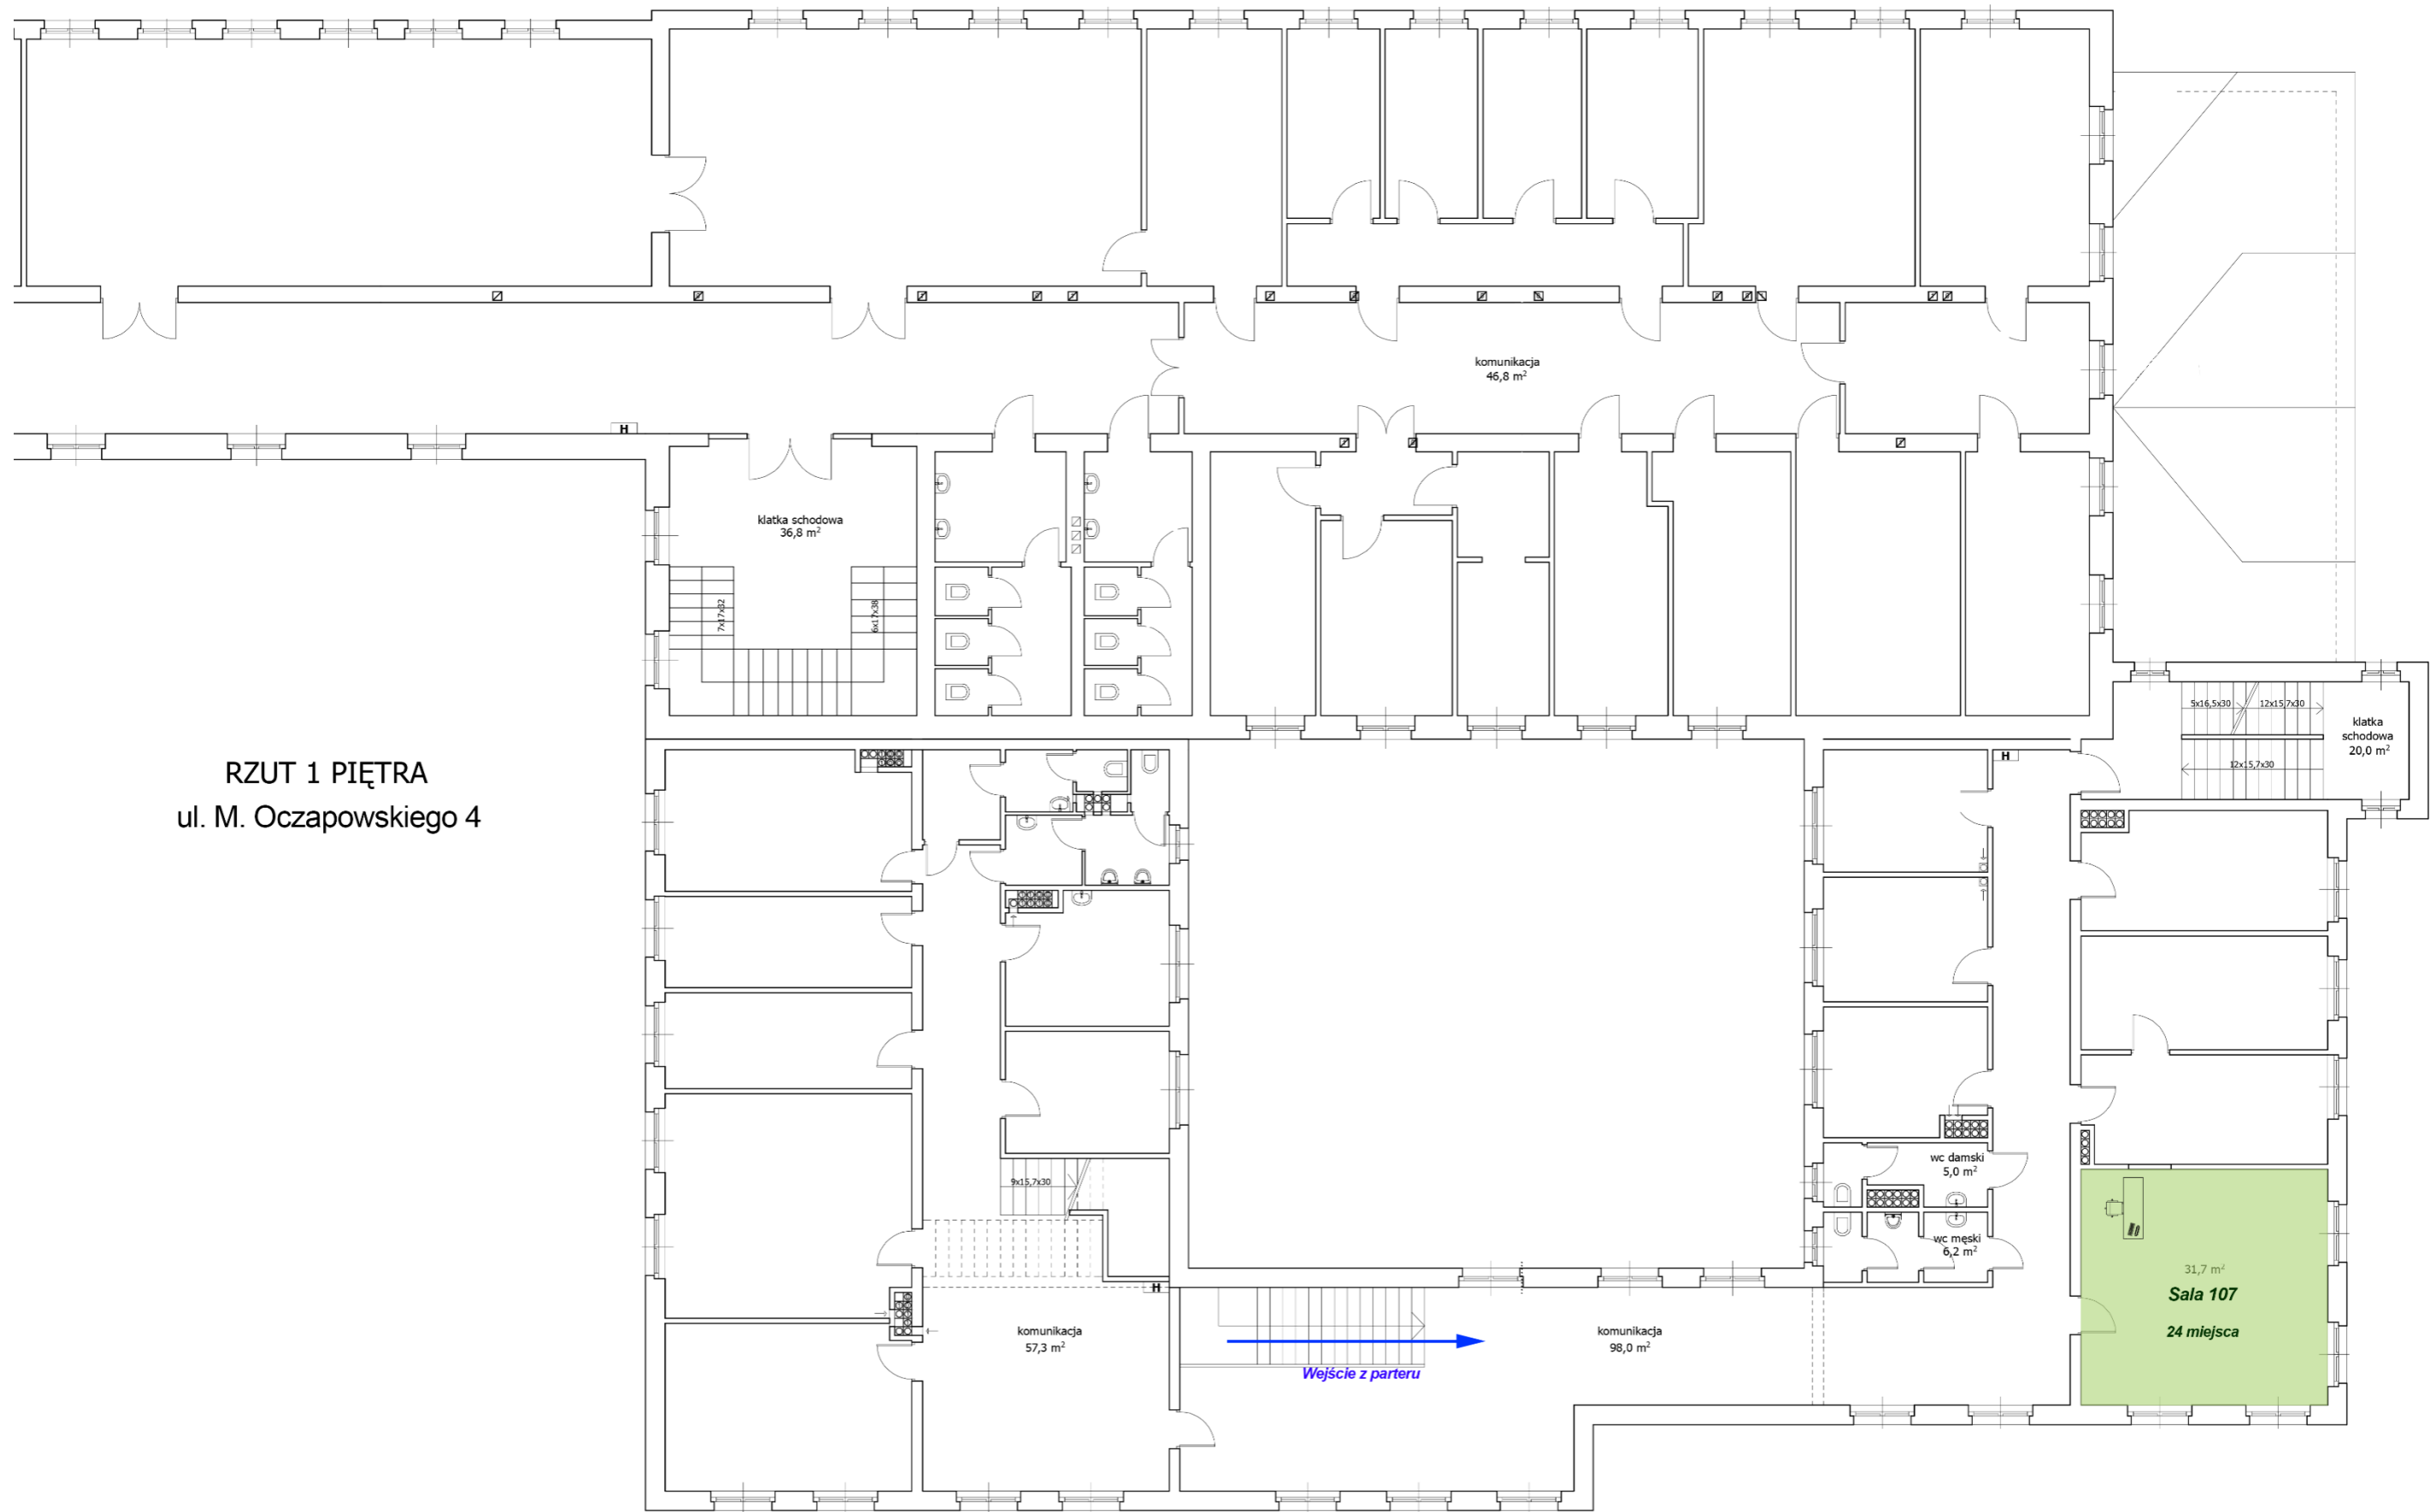 komunikacja
46,8 m²
H
klatka schodowa
36,8 m²
7x17x32
6x17x38
RZUT 1 PIĘTRA
ul. M. Oczapowskiego 4
5x16,5x30
12x15,7x30
klatka
schodowa
20,0 m²
12x15,7x30
H
wc damski
5,0 m²
9x15,7x30
wc męski
6,2 m²
31,7 m²
Sala 107
24 miejsca
H
komunikacja
57,3 m²
komunikacja
98,0 m²
Wejście z parteru